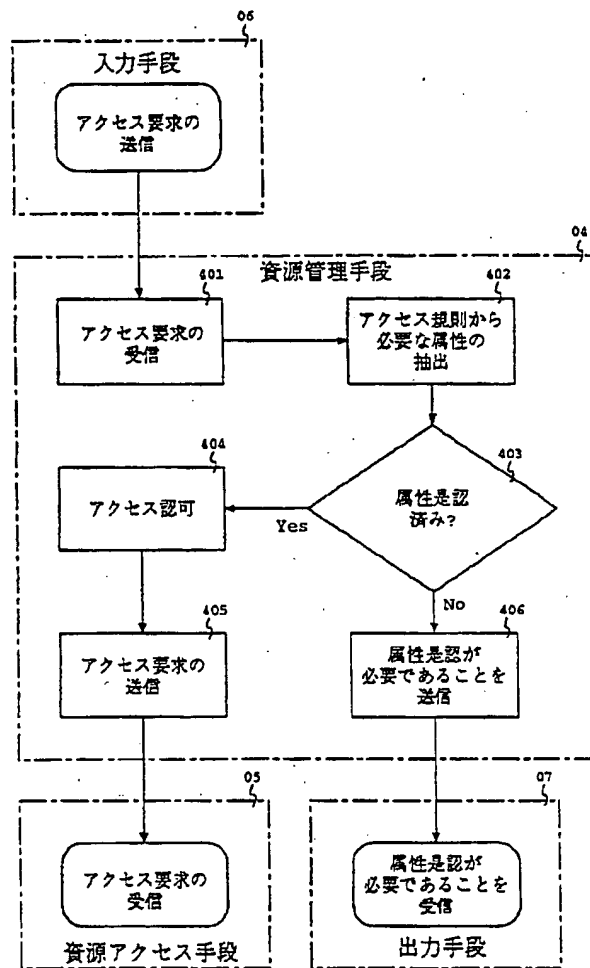 06
入力手段
アクセス要求の
送信
04
資源管理手段
401
アクセス要求の
受信
402
アクセス規則から
必要な属性の
抽出
403
属性是認
済み?
Yes
No
404
アクセス認可
405
アクセス要求の
送信
406
属性是認が
必要であることを
送信
05
アクセス要求の
受信
資源アクセス手段
07
属性是認が
必要であることを
受信
出力手段